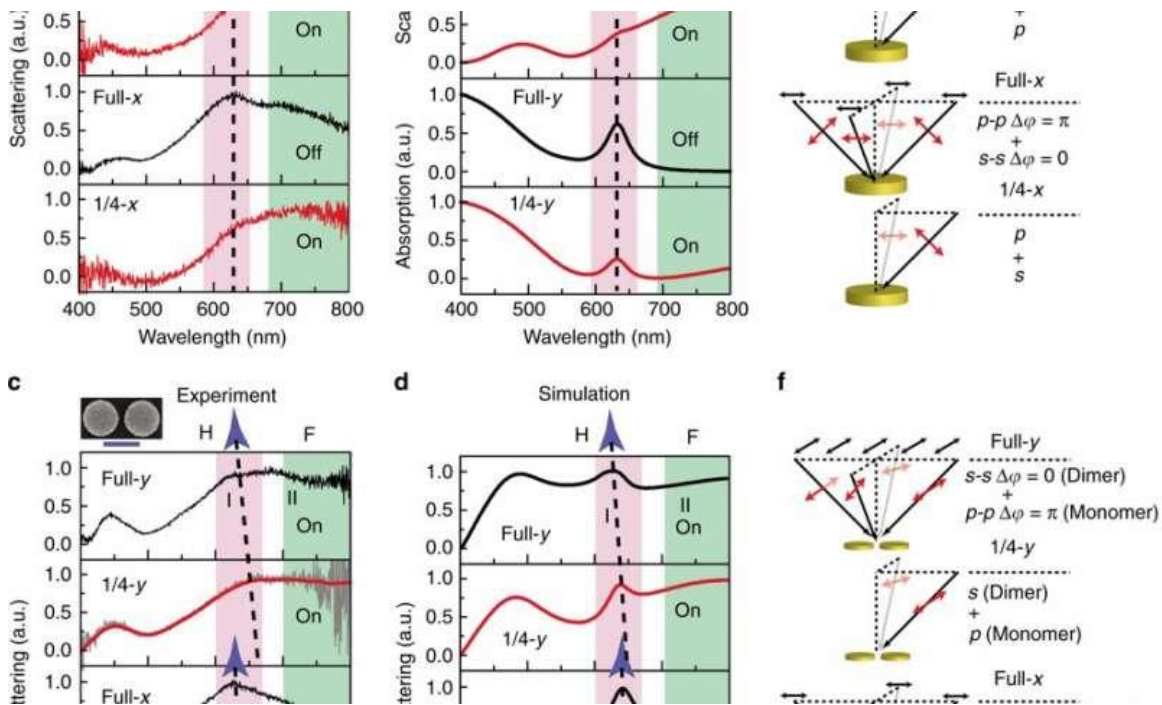 Scattering (a.u.)
0.5
0.0
On
1.0
Full-x
0.5
0.0
Off
1.0
1/4-x
0.5
0.0
On
400 500 600 700 800
Wavelength (nm)
0.5
0.0
On
1.0
Full-y
0.5
0.0
Off
Absorption (a.u.)
1.0
1/4-y
0.5
0.0
On
400 500 600 700 800
Wavelength (nm)
+
p
Full-x
p-p Δφ = π
+
s-s Δφ = 0
1/4-x
p
+
s
c
Experiment
H F
1.0
Full-y
0.5
0.0
I
II
On
1.0
1/4-y
0.5
0.0
On
1.0
Full-x
d
Simulation
H F
1.0
0.5
0.0
I
II
On
Full-y
1.0
0.5
0.0
On
1/4-y
1.0
f
Full-y
s-s Δφ = 0 (Dimer)
+
p-p Δφ = π (Monomer)
1/4-y
s (Dimer)
+
p (Monomer)
Full-x